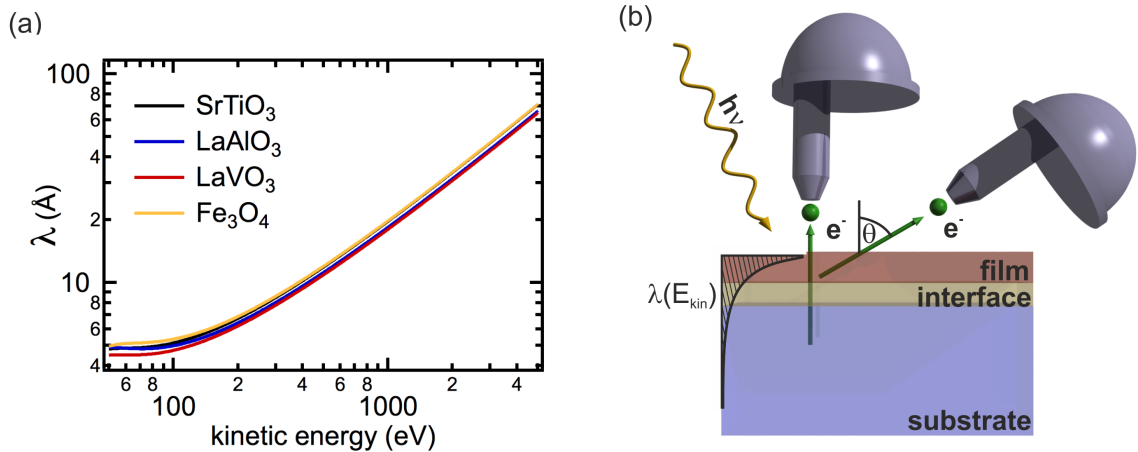 (a)
100
8
6
4
2
10
8
6
4
λ (Å)
SrTiO₃
LaAlO₃
LaVO₃
Fe₃O₄
6 8 2 4 6 8 2 4
100 1000
kinetic energy (eV)
(b)
hν
e⁻
θ
e⁻
film
interface
λ(E_kin)
substrate